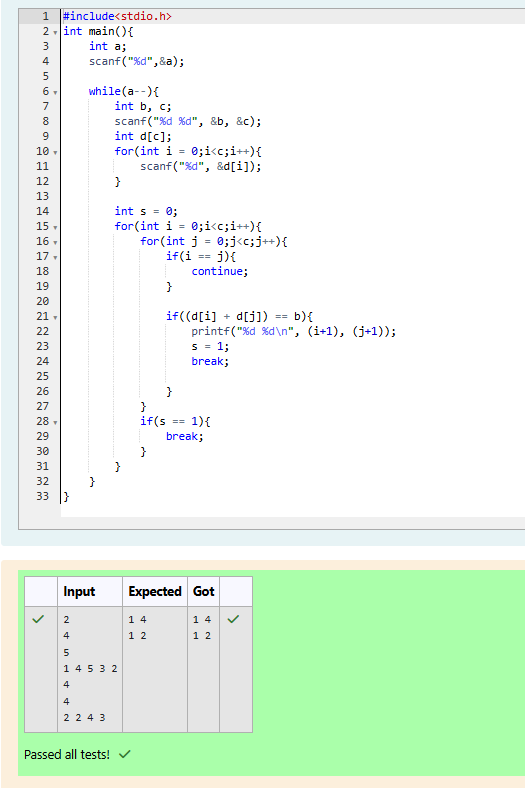 1 #include<stdio.h>
2 int main(){
3     int a;
4     scanf("%d",&a);
5
6     while(a--){
7         int b, c;
8         scanf("%d %d", &b, &c);
9         int d[c];
10         for(int i = 0;i<c;i++){
11             scanf("%d", &d[i]);
12         }
13
14         int s = 0;
15         for(int i = 0;i<c;i++){
16             for(int j = 0;j<c;j++){
17                 if(i == j){
18                     continue;
19                 }
20
21                 if((d[i] + d[j]) == b){
22                     printf("%d %d\n", (i+1), (j+1));
23                     s = 1;
24                     break;
25
26                 }
27             }
28             if(s == 1){
29                 break;
30             }
31         }
32     }
33 }
Input Expected Got
2 1 4 1 4
4 1 2 1 2
5
1 4 5 3 2
4
4
2 2 4 3
Passed all tests!